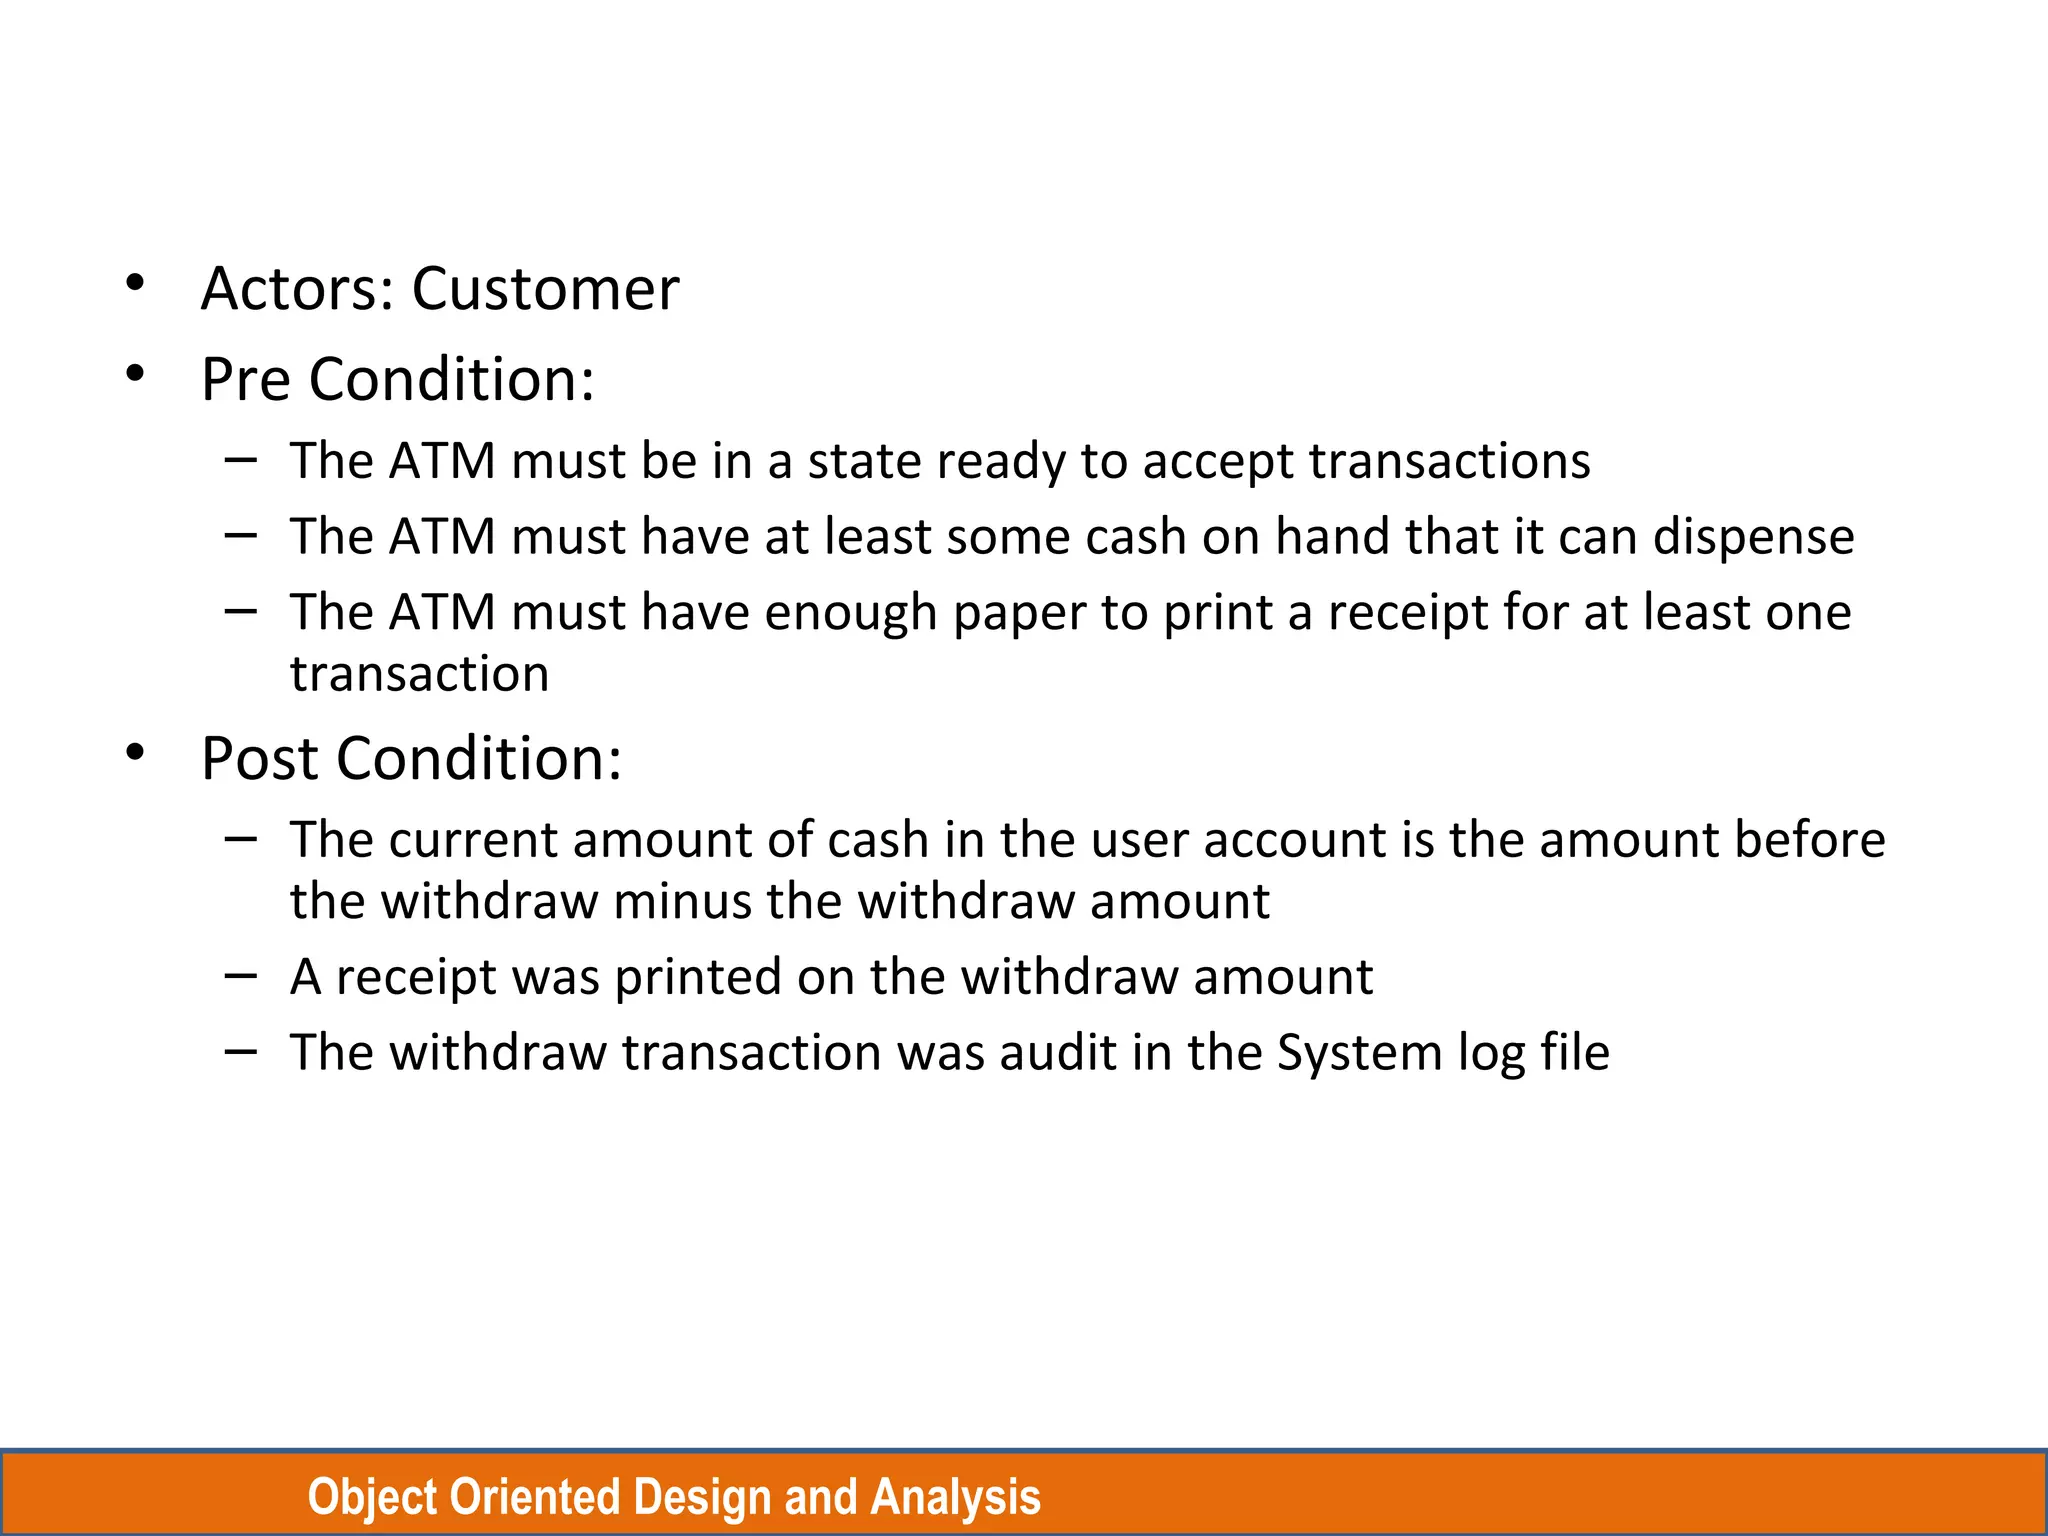 • Actors: Customer
• Pre Condition:
– The ATM must be in a state ready to accept transactions
– The ATM must have at least some cash on hand that it can dispense
– The ATM must have enough paper to print a receipt for at least one
transaction
• Post Condition:
– The current amount of cash in the user account is the amount before
the withdraw minus the withdraw amount
– A receipt was printed on the withdraw amount
– The withdraw transaction was audit in the System log file
Object Oriented Design and Analysis